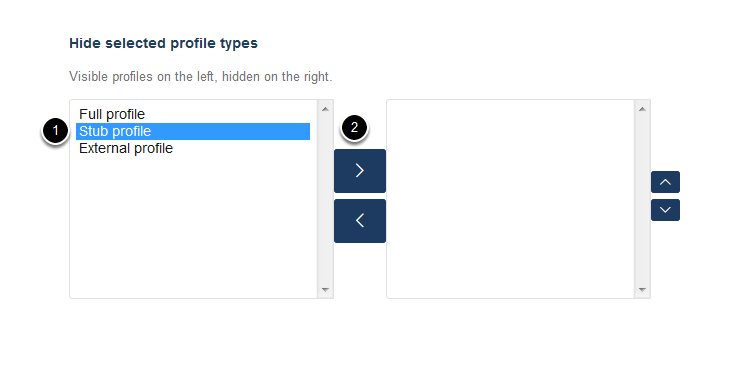 Hide selected profile types
Visible profiles on the left, hidden on the right.
Full profile
1
Stub profile
2
External profile